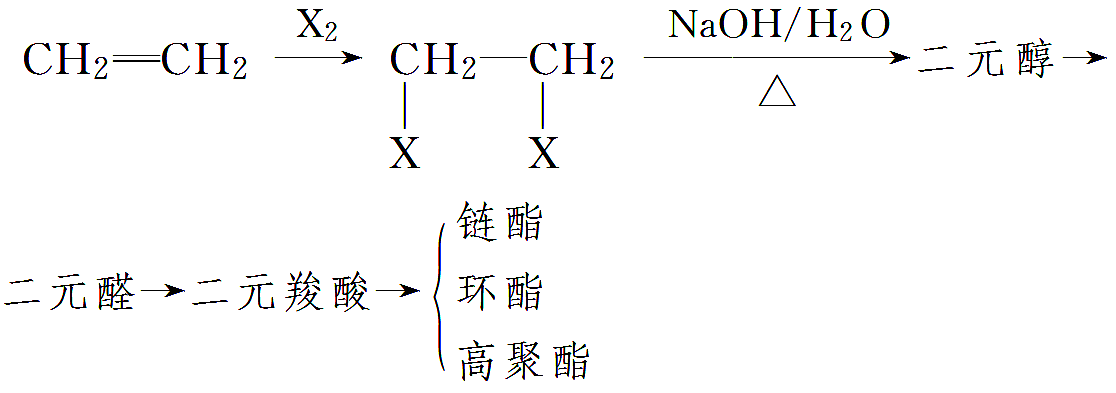 CH₂=CH₂ —X₂→ CH₂—CH₂ —NaOH/H₂O/△→ 二元醇→
X X
二元醛→二元羧酸→{
链酯
环酯
高聚酯